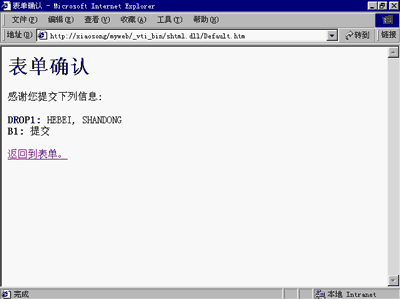 表单确认 - Microsoft Internet Explorer
文件(F) 编辑(E) 查看(V) 收藏(A) 工具(T) 帮助(H)
地址(D) http://xiaosong/myweb/_vti_bin/shtml.dll/Default.htm 转到 链接
表单确认
感谢您提交下列信息:
DROP1: HEBEI, SHANDONG
B1: 提交
返回到表单。
完成 本地 Intranet